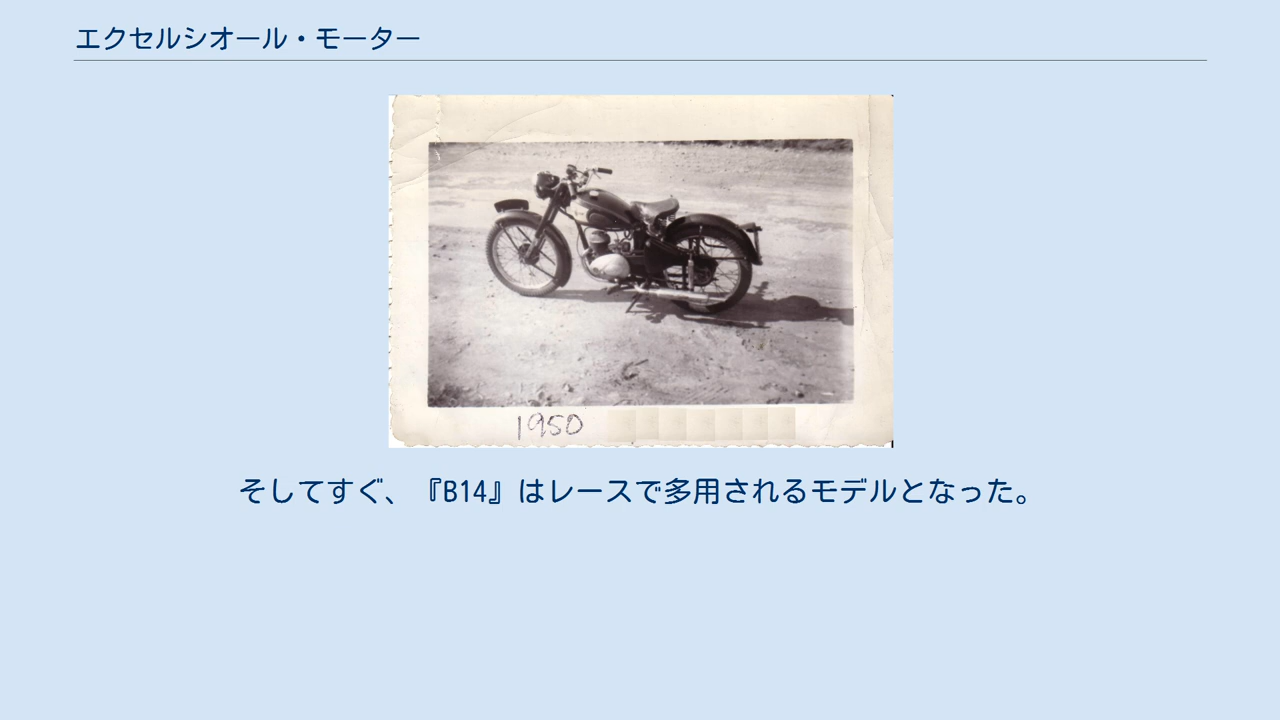 エクセルシオール・モーター
1950
そしてすぐ、『B14』はレースで多用されるモデルとなった。